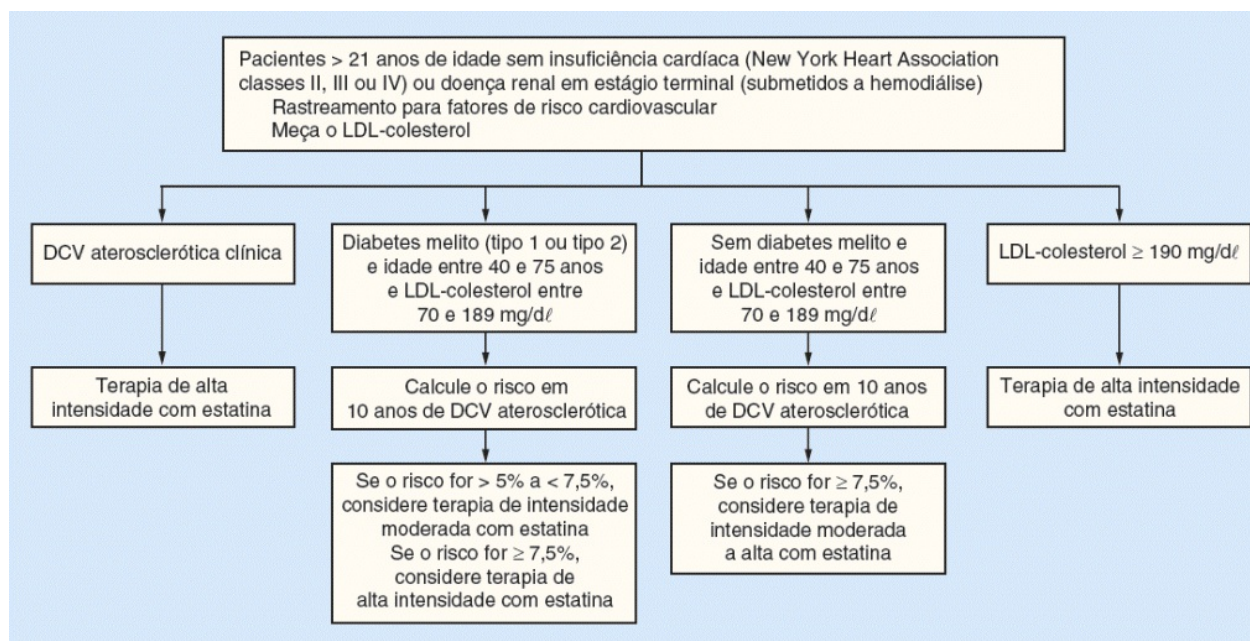 Pacientes > 21 anos de idade sem insuficiência cardíaca (New York Heart Association
classes II, III ou IV) ou doença renal em estágio terminal (submetidos a hemodiálise)
Rastreamento para fatores de risco cardiovascular
Meça o LDL-colesterol
DCV aterosclerótica clínica
Terapia de alta
intensidade com estatina
Diabetes melito (tipo 1 ou tipo 2)
e idade entre 40 e 75 anos
e LDL-colesterol entre
70 e 189 mg/dℓ
Calcule o risco em
10 anos de DCV aterosclerótica
Se o risco for > 5% a < 7,5%,
considere terapia de intensidade
moderada com estatina
Se o risco for ≥ 7,5%,
considere terapia de
alta intensidade com estatina
Sem diabetes melito e
idade entre 40 e 75 anos
e LDL-colesterol entre
70 e 189 mg/dℓ
Calcule o risco em 10 anos
de DCV aterosclerótica
Se o risco for ≥ 7,5%,
considere terapia de
intensidade moderada
a alta com estatina
LDL-colesterol ≥ 190 mg/dℓ
Terapia de alta intensidade
com estatina